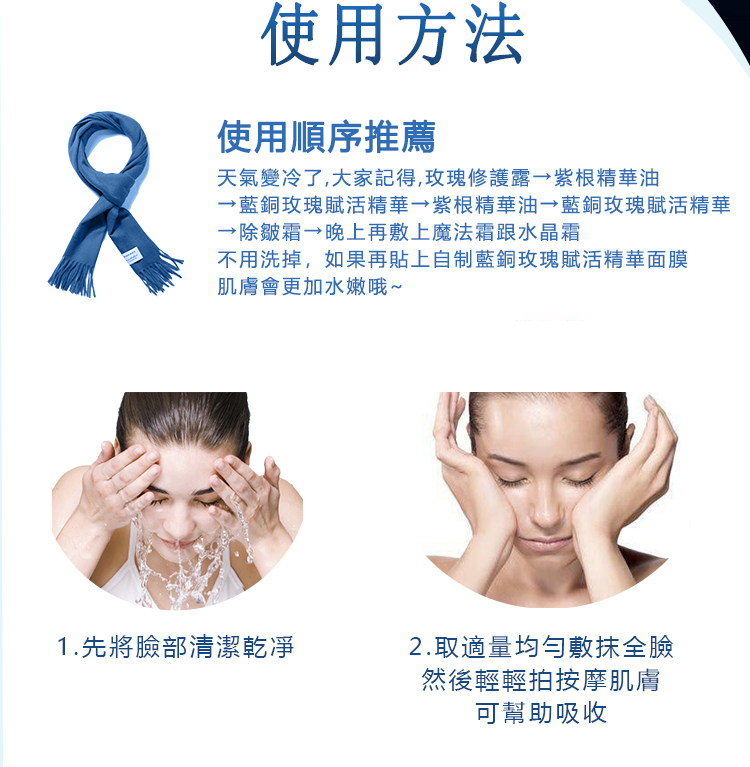 使用方法
使用順序推薦
天氣變冷了,大家記得,玫瑰修護露→紫根精華油
→藍銅玫瑰賦活精華→紫根精華油→藍銅玫瑰賦活精華
→除皺霜→晚上再敷上魔法霜跟水晶霜
不用洗掉，如果再貼上自制藍銅玫瑰賦活精華面膜
肌膚會更加水嫩哦~
1.先將臉部清潔乾凈
2.取適量均勻敷抹全臉
然後輕輕拍按摩肌膚
可幫助吸收